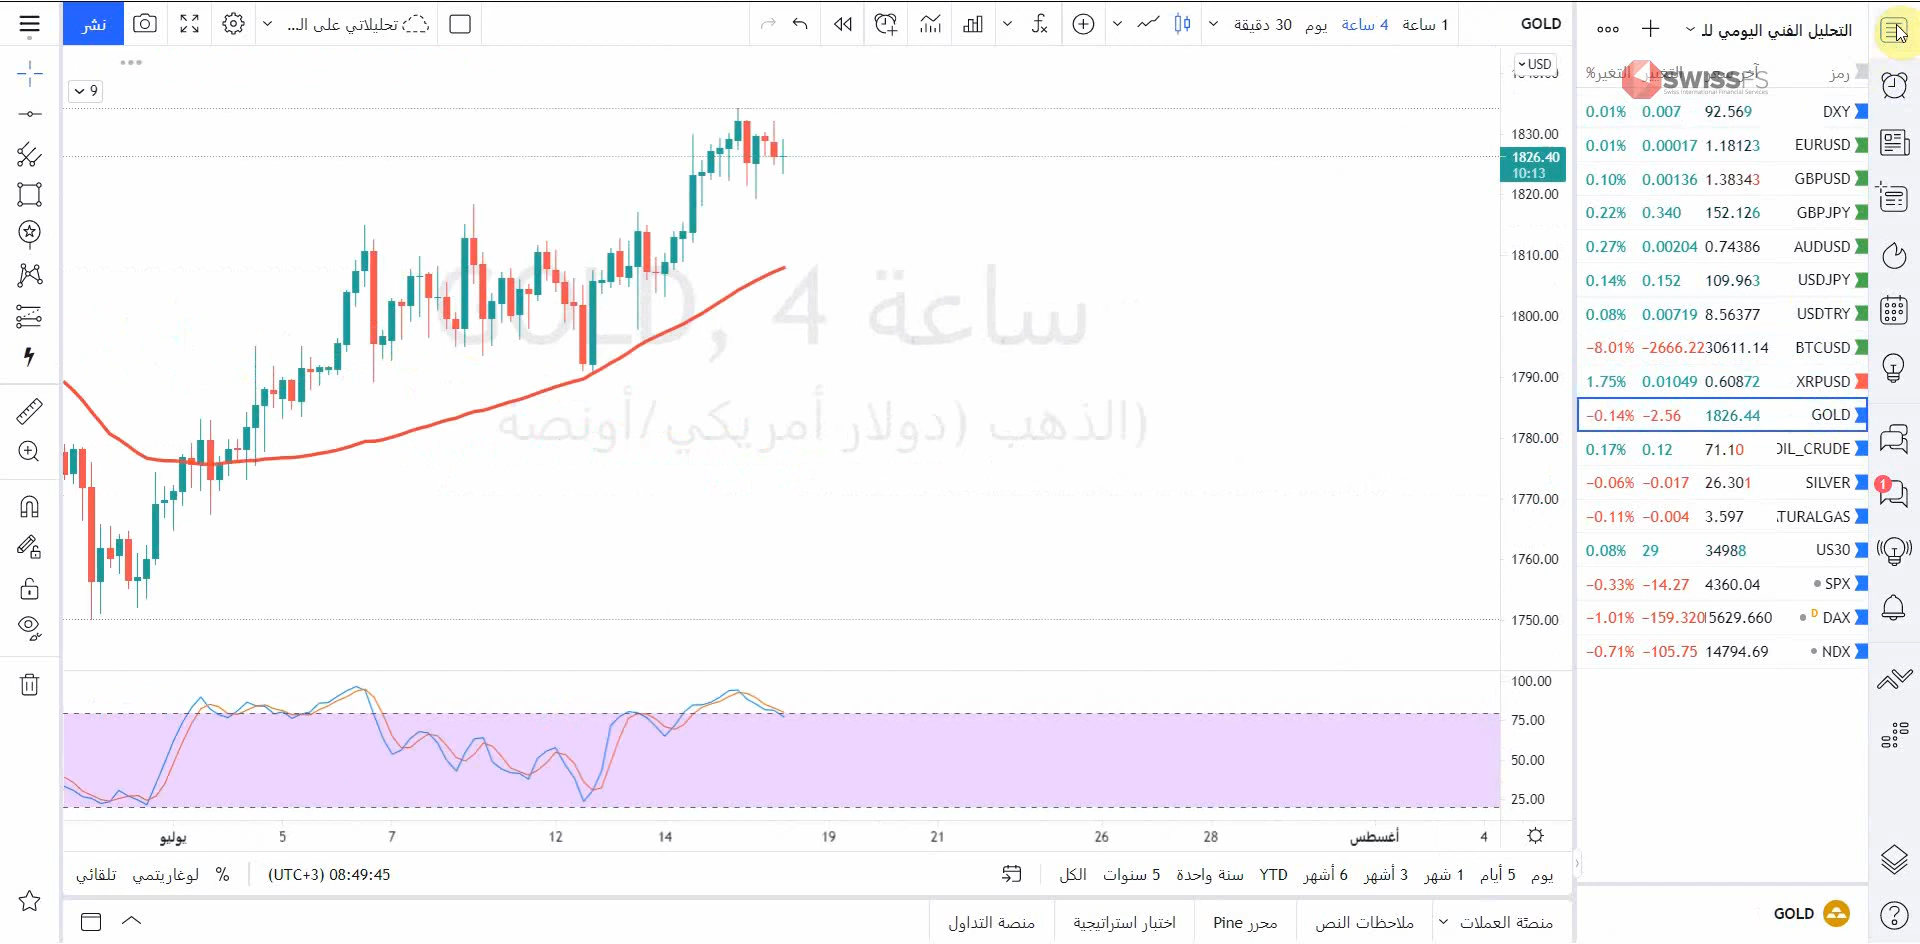 نشر
تحليلاتي على الـ...
30 دقيقة
يوم
4 ساعة
1 ساعة
GOLD
التحليل الفني اليومي للـ
USD
9
رمز
التغير%
SWISSFS
Swiss International Financial Services
DXY 92.569 0.007 0.01%
EURUSD 1.18123 0.00017 0.01%
GBPUSD 1.38343 0.00136 0.10%
GBPJPY 152.126 0.340 0.22%
AUDUSD 0.74386 0.00204 0.27%
USDJPY 109.963 0.152 0.14%
USDTRY 8.56377 0.00719 0.08%
BTCUSD 30611.14 −2666.22 −8.01%
XRPUSD 0.60872 0.01049 1.75%
GOLD 1826.44 −2.56 −0.14%
OIL_CRUDE 71.10 0.12 0.17%
SILVER 26.301 −0.017 −0.06%
TURALGAS 3.597 −0.004 −0.11%
US30 34988 29 0.08%
SPX 4360.04 −14.27 −0.33%
DAX D 15629.660 −159.320 −1.01%
NDX 14794.69 −105.75 −0.71%
1830.00
1826.40
10:13
1820.00
1810.00
1800.00
1790.00
1780.00
1770.00
1760.00
1750.00
GOLD, 4 ساعة
(الذهب (دولار أمريكي/أونصة
100.00
75.00
50.00
25.00
يوليو 5 7 12 14 19 21 26 28 أغسطس 4
تلقائي
لوغاريتمي
%
08:49:45 (UTC+3)
الكل
5 سنوات
سنة واحدة
YTD
6 أشهر
3 أشهر
1 شهر
5 أيام
يوم
منصة التداول
اختبار استراتيجية
محرر Pine
ملاحظات النص
منصّة العملات
GOLD
1